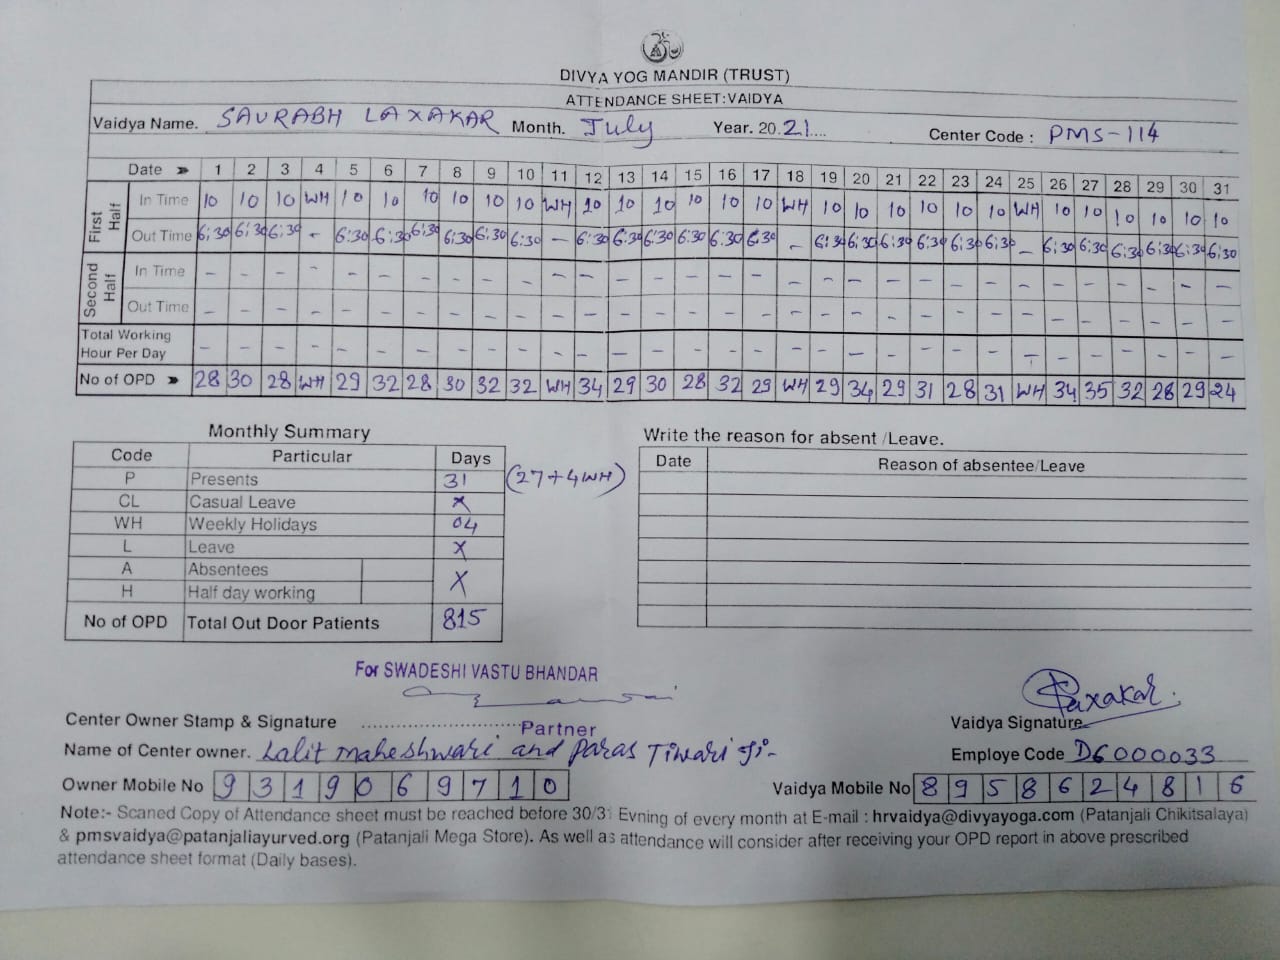 DIVYA YOG MANDIR (TRUST)
ATTENDANCE SHEET:VAIDYA
Vaidya Name. SAURABH LAXAKAR Month. July Year. 2021.... Center Code : PMS-114
Date 1 2 3 4 5 6 7 8 9 10 11 12 13 14 15 16 17 18 19 20 21 22 23 24 25 26 27 28 29 30 31
First Half
In Time 10 10 10 WH 10 10 10 10 10 10 WH 10 10 10 10 10 10 WH 10 10 10 10 10 10 WH 10 10 10 10 10 10
Out Time 6:30 6:30 6:30 - 6:30 6:30 6:30 6:30 6:30 6:30 - 6:30 6:30 6:30 6:30 6:30 6:30 - 6:30 6:30 6:30 6:30 6:30 6:30 - 6:30 6:30 6:30 6:30 6:30 6:30
Second Half
In Time - - - - - - - - - - - - - - - - - - - - - - - - - - - - - - -
Out Time - - - - - - - - - - - - - - - - - - - - - - - - - - - - - - -
Total Working
Hour Per Day - - - - - - - - - - - - - - - - - - - - - - - - - - - - - - -
No of OPD 28 30 28 WH 29 32 28 30 32 32 WH 34 29 30 28 32 29 WH 29 34 29 31 28 31 WH 34 35 32 28 29 24
Monthly Summary
Code Particular Days
P Presents 31 (27+4WH)
CL Casual Leave x
WH Weekly Holidays 04
L Leave X
A Absentees X
H Half day working
No of OPD Total Out Door Patients 815
Write the reason for absent /Leave.
Date Reason of absentee/Leave
For SWADESHI VASTU BHANDAR
Center Owner Stamp & Signature ........................ Partner
Name of Center owner. Lalit maheshwari and Paras Tiwari Ji-
Owner Mobile No 9319069710
Laxakar
Vaidya Signature
Employe Code D6000033
Vaidya Mobile No 8958624816
Note:- Scaned Copy of Attendance sheet must be reached before 30/31 Evning of every month at E-mail : hrvaidya@divyayoga.com (Patanjali Chikitsalaya)
& pmsvaidya@patanjaliayurved.org (Patanjali Mega Store). As well as attendance will consider after receiving your OPD report in above prescribed
attendance sheet format (Daily bases).